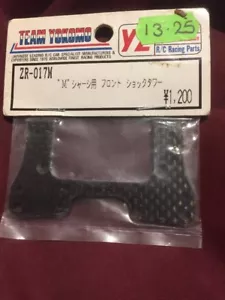 TEAM YOKOMO
13.25
R/C Racing Parts
ZR-017M
"M"シャーシ用 フロント ショックタワー
¥1,200